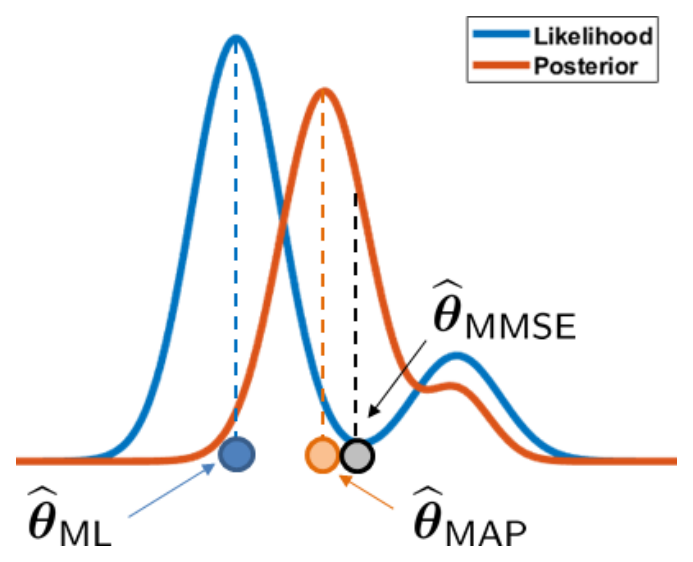 Likelihood
Posterior
θ̂MMSE
θ̂ML
θ̂MAP